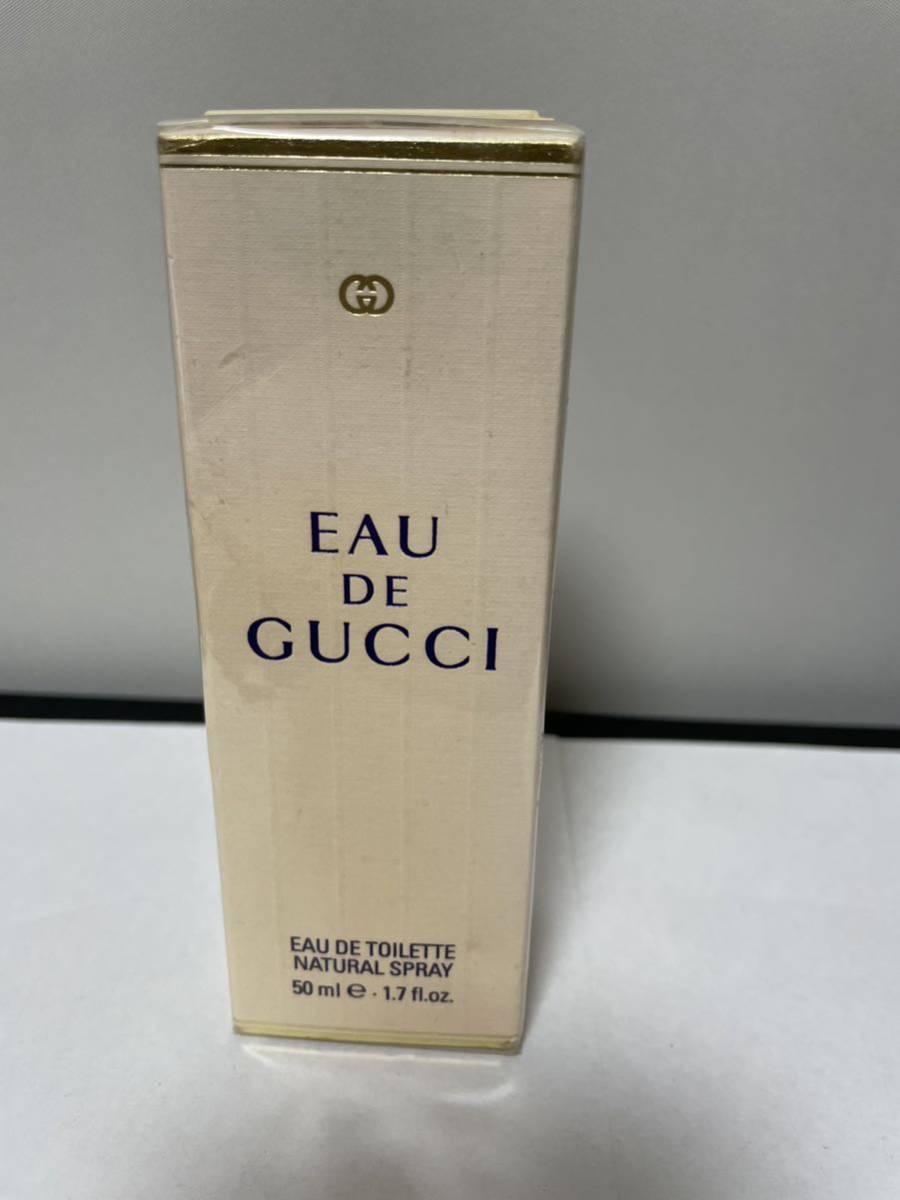 EAU
DE
GUCCI
EAU DE TOILETTE
NATURAL SPRAY
50 ml ℮ · 1.7 fl.oz.